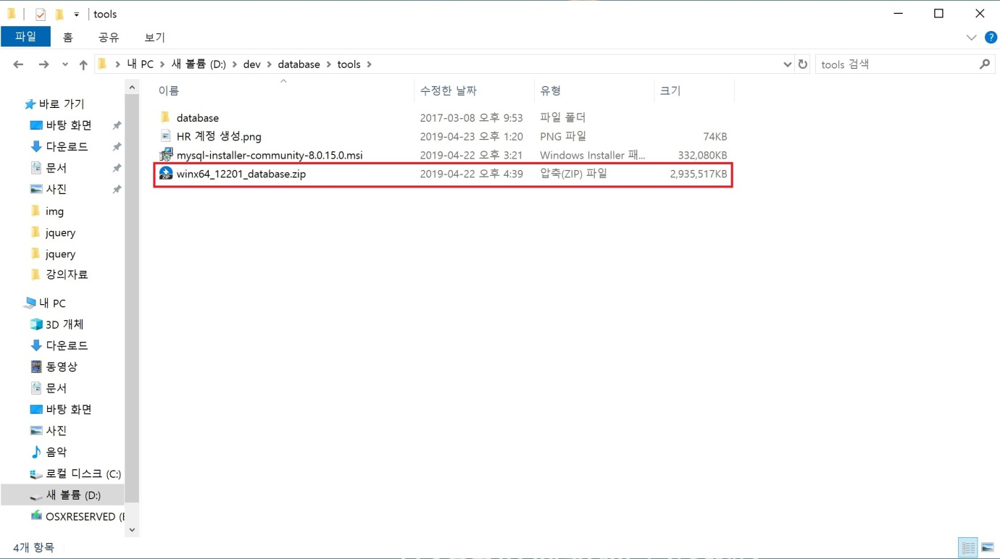 tools
파일 홈 공유 보기
내 PC 새 볼륨 (D:) dev database tools
tools 검색
이름 수정한 날짜 유형 크기
database 2017-03-08 오후 9:53 파일 폴더
HR 계정 생성.png 2019-04-23 오후 1:20 PNG 파일 74KB
mysql-installer-community-8.0.15.0.msi 2019-04-22 오후 3:21 Windows Installer 패... 332,080KB
winx64_12201_database.zip 2019-04-22 오후 4:39 압축(ZIP) 파일 2,935,517KB
바로 가기
바탕 화면
다운로드
문서
사진
img
jquery
jquery
강의자료
내 PC
3D 개체
다운로드
동영상
문서
바탕 화면
사진
음악
로컬 디스크 (C:)
새 볼륨 (D:)
OSXRESERVED (
4개 항목